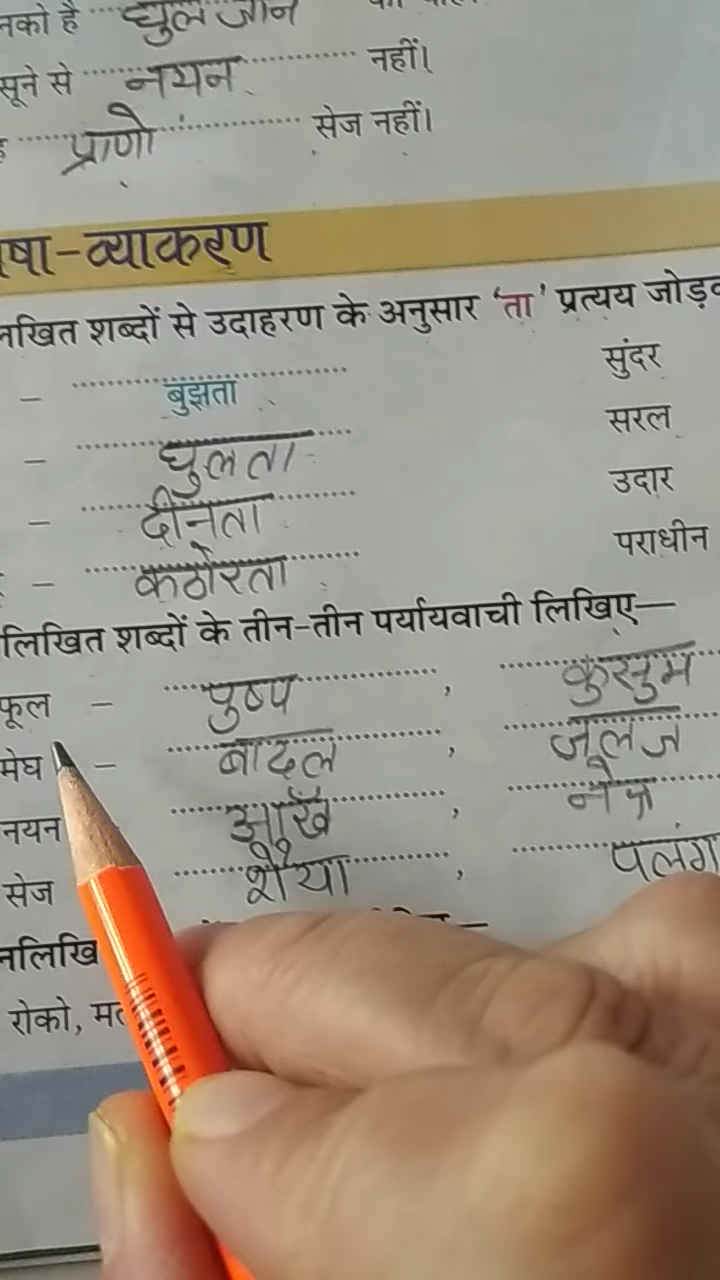 नको है घुल जाने
सूने से नयन नहीं।
प्राणो सेज नहीं।
षा-व्याकरण
नखित शब्दों से उदाहरण के अनुसार 'ता' प्रत्यय जोड़
– बुझता सुंदर
– घुलता सरल
– दीनता उदार
– कठोरता पराधीन
लिखित शब्दों के तीन-तीन पर्यायवाची लिखिए—
फूल – पुष्प , कुसुम
मेघ – बादल , जलज
नयन आँख , नेत्र
सेज शैया , पलंग
नलिखि
रोको, मत